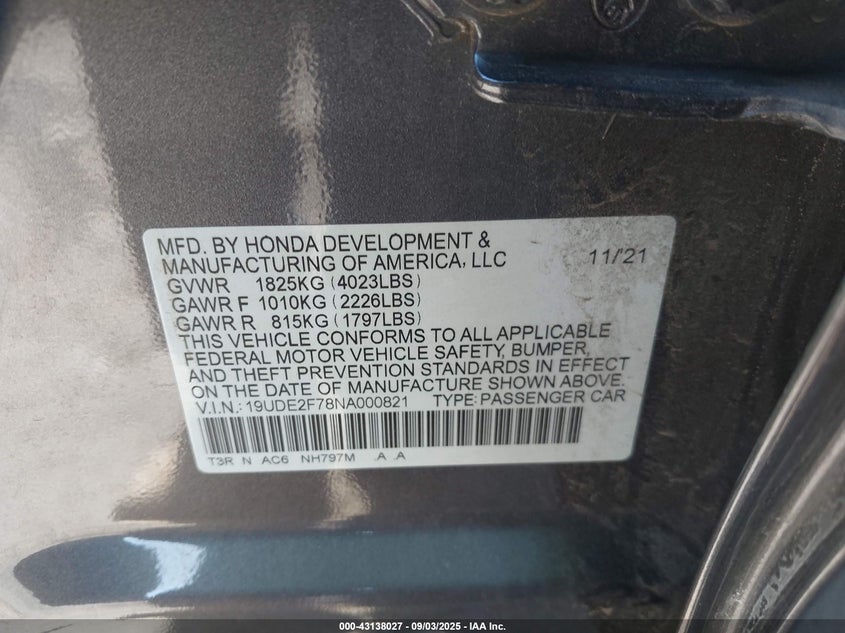 MFD. BY HONDA DEVELOPMENT &
MANUFACTURING OF AMERICA, LLC 11/'21
GVWR 1825KG (4023LBS)
GAWR F 1010KG (2226LBS)
GAWR R 815KG (1797LBS)
THIS VEHICLE CONFORMS TO ALL APPLICABLE
FEDERAL MOTOR VEHICLE SAFETY, BUMPER,
AND THEFT PREVENTION STANDARDS IN EFFECT
ON THE DATE OF MANUFACTURE SHOWN ABOVE.
V.I.N.: 19UDE2F78NA000821 TYPE: PASSENGER CAR
T3R N AC6 NH797M .A .A
000-43138027 - 09/03/2025 - IAA Inc.